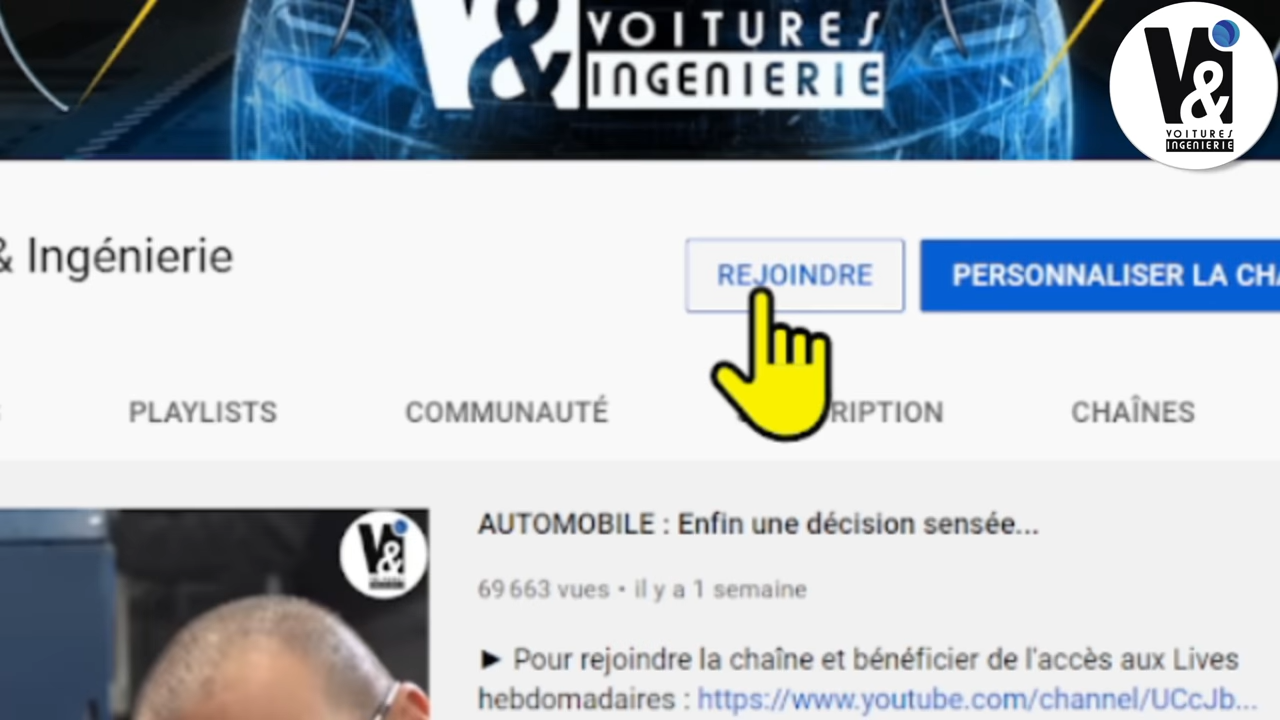 V& VOITURES
INGENIERIE
V&i
VOITURES
INGENIERIE
& Ingénierie
REJOINDRE
PERSONNALISER LA CHA
PLAYLISTS COMMUNAUTÉ RIPTION CHAÎNES
V&i
AUTOMOBILE : Enfin une décision sensée...
69 663 vues • il y a 1 semaine
► Pour rejoindre la chaîne et bénéficier de l'accès aux Lives
hebdomadaires : https://www.youtube.com/channel/UCcJb...